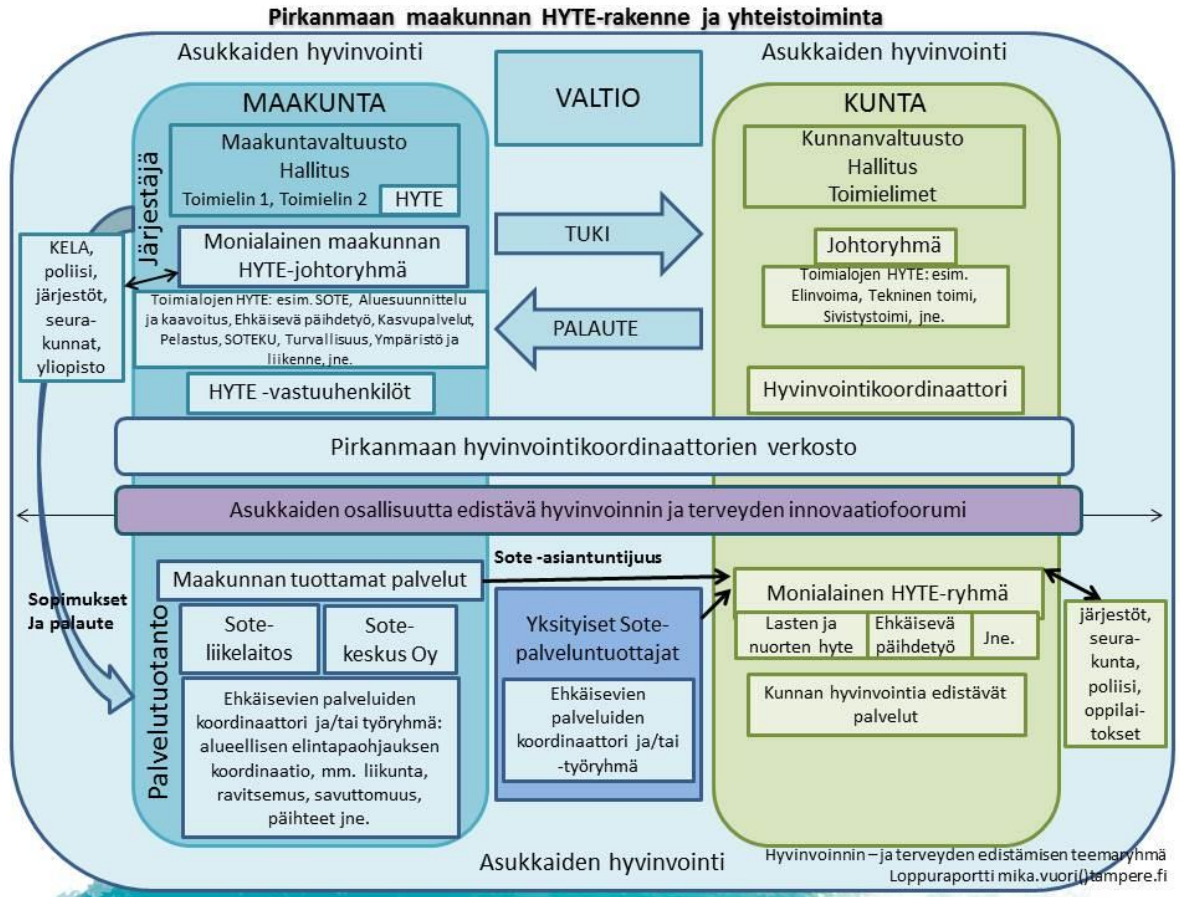 Pirkanmaan maakunnan HYTE-rakenne ja yhteistoiminta
Asukkaiden hyvinvointi
Asukkaiden hyvinvointi
VALTIO
MAAKUNTA
Järjestäjä
Maakuntavaltuusto
Hallitus
Toimielin 1, Toimielin 2
HYTE
Monialainen maakunnan
HYTE-johtoryhmä
Toimialojen HYTE: esim. SOTE, Aluesuunnittelu
ja kaavoitus, Ehkäisevä päihdetyö, Kasvupalvelut,
Pelastus, SOTEKU, Turvallisuus, Ympäristö ja
liikenne, jne.
HYTE -vastuuhenkilöt
KELA,
poliisi,
järjestöt,
seura-
kunnat,
yliopisto
TUKI
PALAUTE
KUNTA
Kunnanvaltuusto
Hallitus
Toimielimet
Johtoryhmä
Toimialojen HYTE: esim.
Elinvoima, Tekninen toimi,
Sivistystoimi, jne.
Hyvinvointikoordinaattori
Pirkanmaan hyvinvointikoordinaattorien verkosto
Asukkaiden osallisuutta edistävä hyvinvoinnin ja terveyden innovaatiofoorumi
Sopimukset
Ja palaute
Palvelutuotanto
Maakunnan tuottamat palvelut
Sote-
liikelaitos
Sote-
keskus Oy
Ehkäisevien palveluiden
koordinaattori ja/tai työryhmä:
alueellisen elintapaohjauksen
koordinaatio, mm. liikunta,
ravitsemus, savuttomuus,
päihteet jne.
Sote -asiantuntijuus
Yksityiset Sote-
palveluntuottajat
Ehkäisevien
palveluiden
koordinaattori ja/tai
-työryhmä
Monialainen HYTE-ryhmä
Lasten ja
nuorten hyte
Ehkäisevä
päihdetyö
Jne.
Kunnan hyvinvointia edistävät
palvelut
järjestöt,
seura-
kunta,
poliisi,
oppilai-
tokset
Asukkaiden hyvinvointi
Hyvinvoinnin – ja terveyden edistämisen teemaryhmä
Loppuraportti mika.vuori()tampere.fi